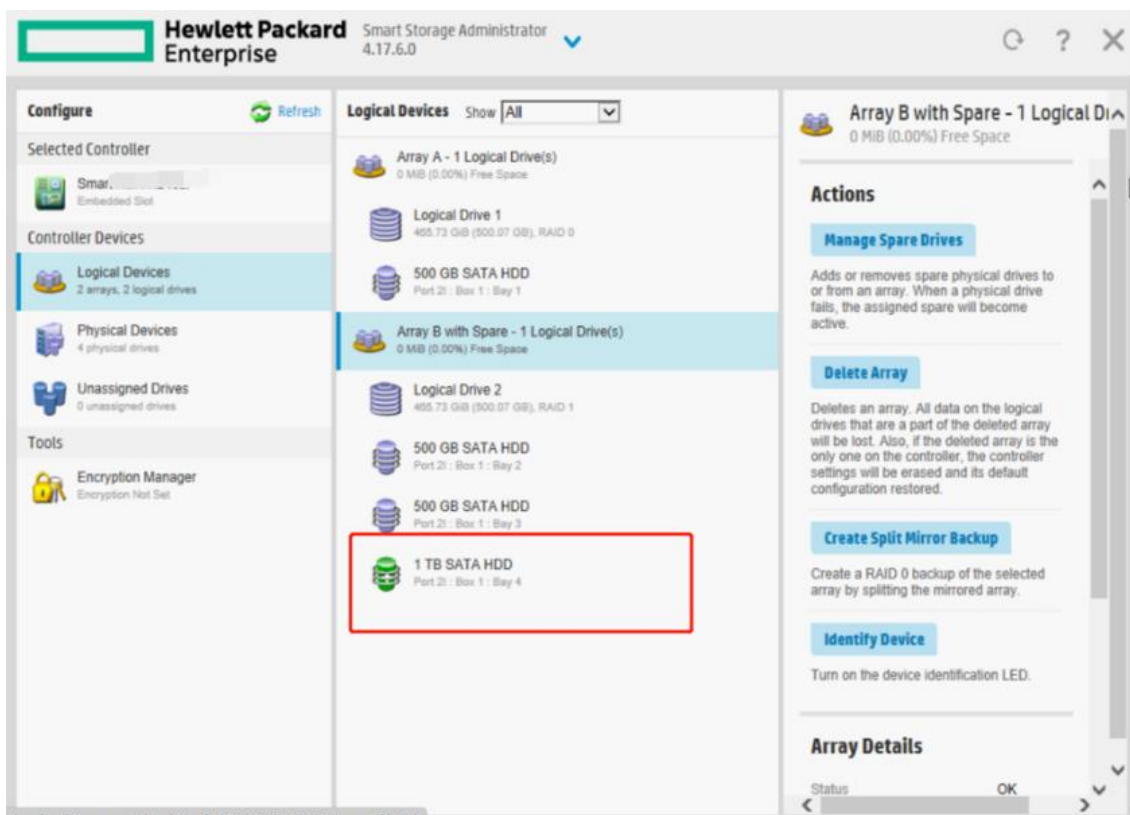 Hewlett Packard
Enterprise
Smart Storage Administrator
4.17.6.0
?
Configure
Refresh
Selected Controller
Smar
Embedded Slot
Controller Devices
Logical Devices
2 arrays, 2 logical drives
Physical Devices
4 physical drives
Unassigned Drives
0 unassigned drives
Tools
Encryption Manager
Encryption Not Set
Logical Devices Show All
Array A - 1 Logical Drive(s)
0 MiB (0.00%) Free Space
Logical Drive 1
465.73 GiB (500.07 GB), RAID 0
500 GB SATA HDD
Port 2I : Box 1 : Bay 1
Array B with Spare - 1 Logical Drive(s)
0 MiB (0.00%) Free Space
Logical Drive 2
465.73 GiB (500.07 GB), RAID 1
500 GB SATA HDD
Port 2I : Box 1 : Bay 2
500 GB SATA HDD
Port 2I : Box 1 : Bay 3
1 TB SATA HDD
Port 2I : Box 1 : Bay 4
Array B with Spare - 1 Logical
0 MiB (0.00%) Free Space
Actions
Manage Spare Drives
Adds or removes spare physical drives to
or from an array. When a physical drive
fails, the assigned spare will become
active.
Delete Array
Deletes an array. All data on the logical
drives that are a part of the deleted array
will be lost. Also, if the deleted array is the
only one on the controller, the controller
settings will be erased and its default
configuration restored.
Create Split Mirror Backup
Create a RAID 0 backup of the selected
array by splitting the mirrored array.
Identify Device
Turn on the device identification LED.
Array Details
Status OK